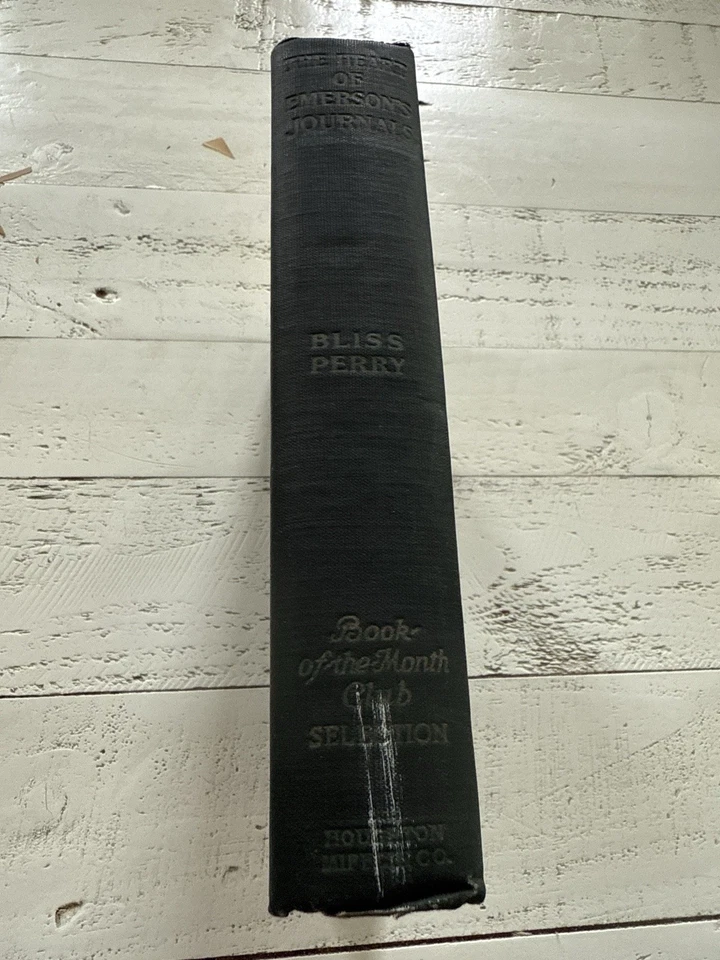 THE HEART
OF
EMERSON'S
JOURNALS
BLISS
PERRY
Book-
of-the-Month
Club
SELECTION
HOUGHTON
MIFFLIN CO.